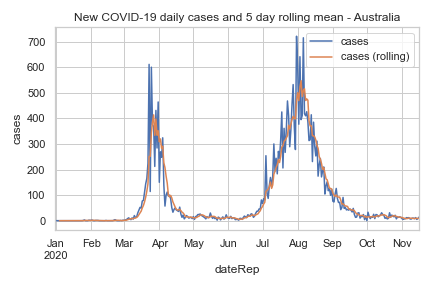 New COVID-19 daily cases and 5 day rolling mean - Australia
cases
cases (rolling)
700
600
500
400
300
200
100
0
cases
Jan Feb Mar Apr May Jun Jul Aug Sep Oct Nov
2020
dateRep